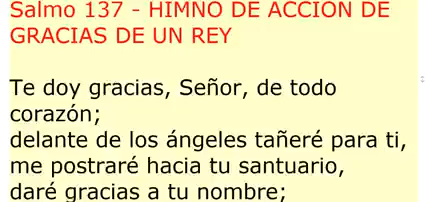 Salmo 137 - HIMNO DE ACCIÓN DE
GRACIAS DE UN REY
Te doy gracias, Señor, de todo
corazón;
delante de los ángeles tañeré para ti,
me postraré hacia tu santuario,
daré gracias a tu nombre;